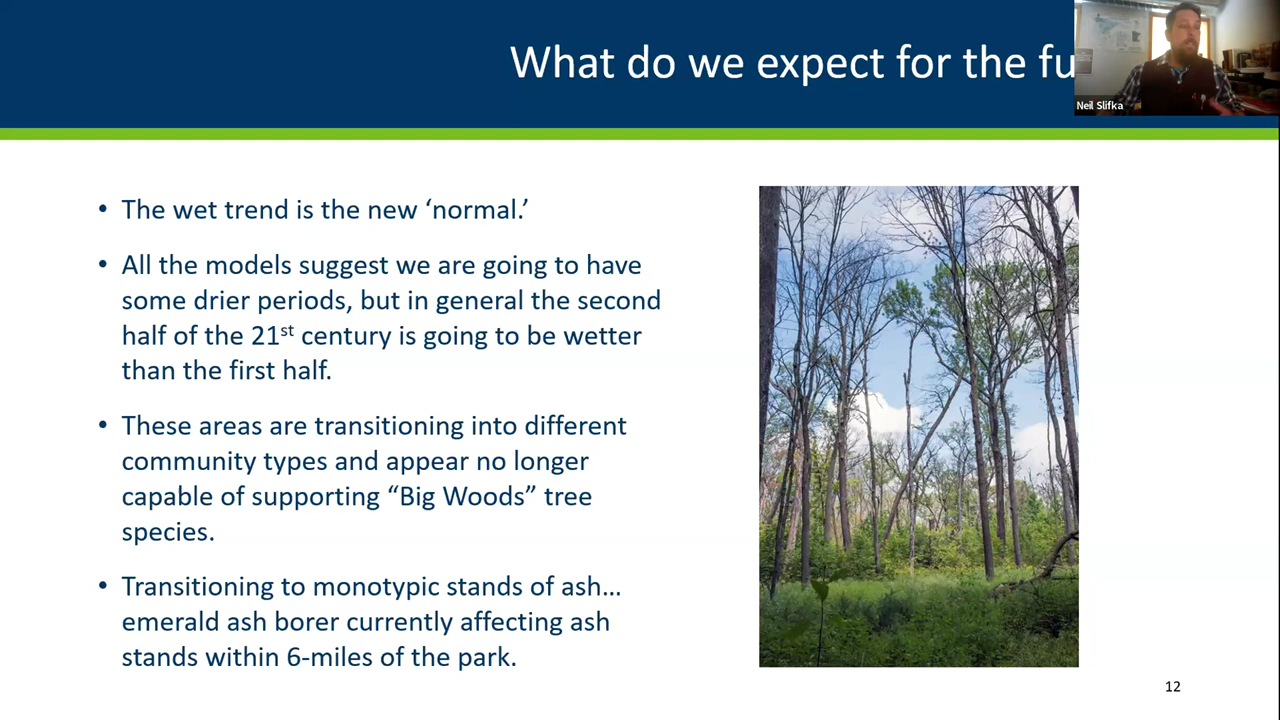 What do we expect for the fu
Neil Slifka
• The wet trend is the new ‘normal.’
• All the models suggest we are going to have
some drier periods, but in general the second
half of the 21st century is going to be wetter
than the first half.
• These areas are transitioning into different
community types and appear no longer
capable of supporting “Big Woods” tree
species.
• Transitioning to monotypic stands of ash…
emerald ash borer currently affecting ash
stands within 6-miles of the park.
12